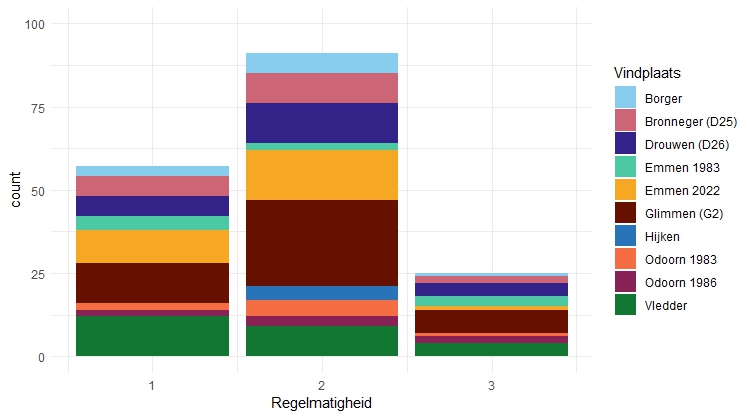 100
75
50
25
0
count
1 2 3
Regelmatigheid
Vindplaats
Borger
Bronneger (D25)
Drouwen (D26)
Emmen 1983
Emmen 2022
Glimmen (G2)
Hijken
Odoorn 1983
Odoorn 1986
Vledder